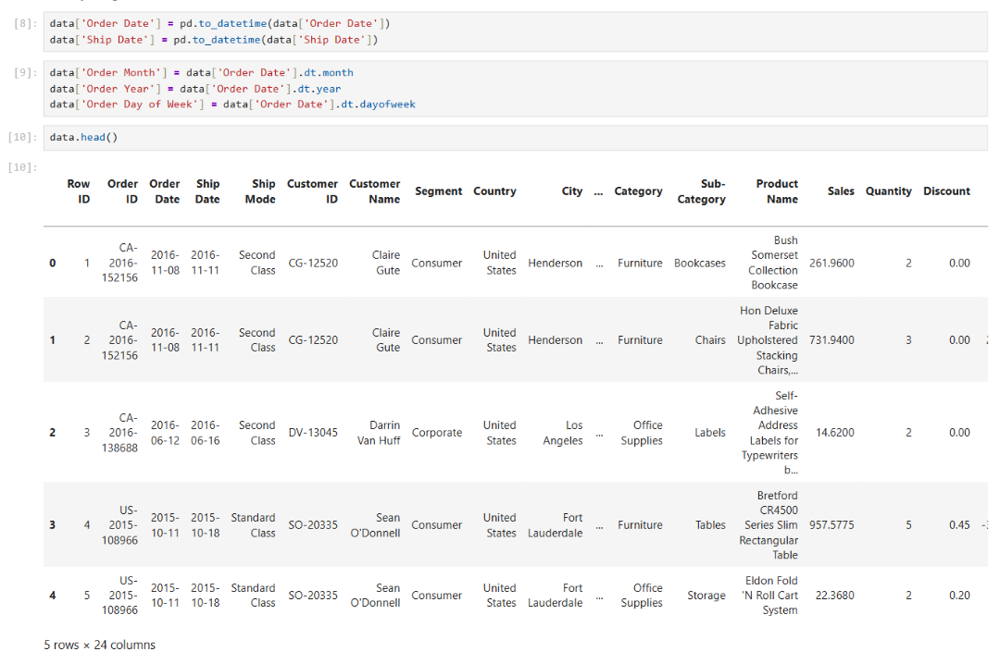 [8]: data['Order Date'] = pd.to_datetime(data['Order Date'])
data['Ship Date'] = pd.to_datetime(data['Ship Date'])
[9]: data['Order Month'] = data['Order Date'].dt.month
data['Order Year'] = data['Order Date'].dt.year
data['Order Day of Week'] = data['Order Date'].dt.dayofweek
[10]: data.head()
[10]:
Row ID Order ID Order Date Ship Date Ship Mode Customer ID Customer Name Segment Country City ... Category Sub-Category Product Name Sales Quantity Discount
0 1 CA-2016-152156 2016-11-08 2016-11-11 Second Class CG-12520 Claire Gute Consumer United States Henderson ... Furniture Bookcases Bush Somerset Collection Bookcase 261.9600 2 0.00
1 2 CA-2016-152156 2016-11-08 2016-11-11 Second Class CG-12520 Claire Gute Consumer United States Henderson ... Furniture Chairs Hon Deluxe Fabric Upholstered Stacking Chairs,... 731.9400 3 0.00
2 3 CA-2016-138688 2016-06-12 2016-06-16 Second Class DV-13045 Darrin Van Huff Corporate United States Los Angeles ... Office Supplies Labels Self-Adhesive Address Labels for Typewriters b... 14.6200 2 0.00
3 4 US-2015-108966 2015-10-11 2015-10-18 Standard Class SO-20335 Sean O'Donnell Consumer United States Fort Lauderdale ... Furniture Tables Bretford CR4500 Series Slim Rectangular Table 957.5775 5 0.45
4 5 US-2015-108966 2015-10-11 2015-10-18 Standard Class SO-20335 Sean O'Donnell Consumer United States Fort Lauderdale ... Office Supplies Storage Eldon Fold 'N Roll Cart System 22.3680 2 0.20
5 rows × 24 columns